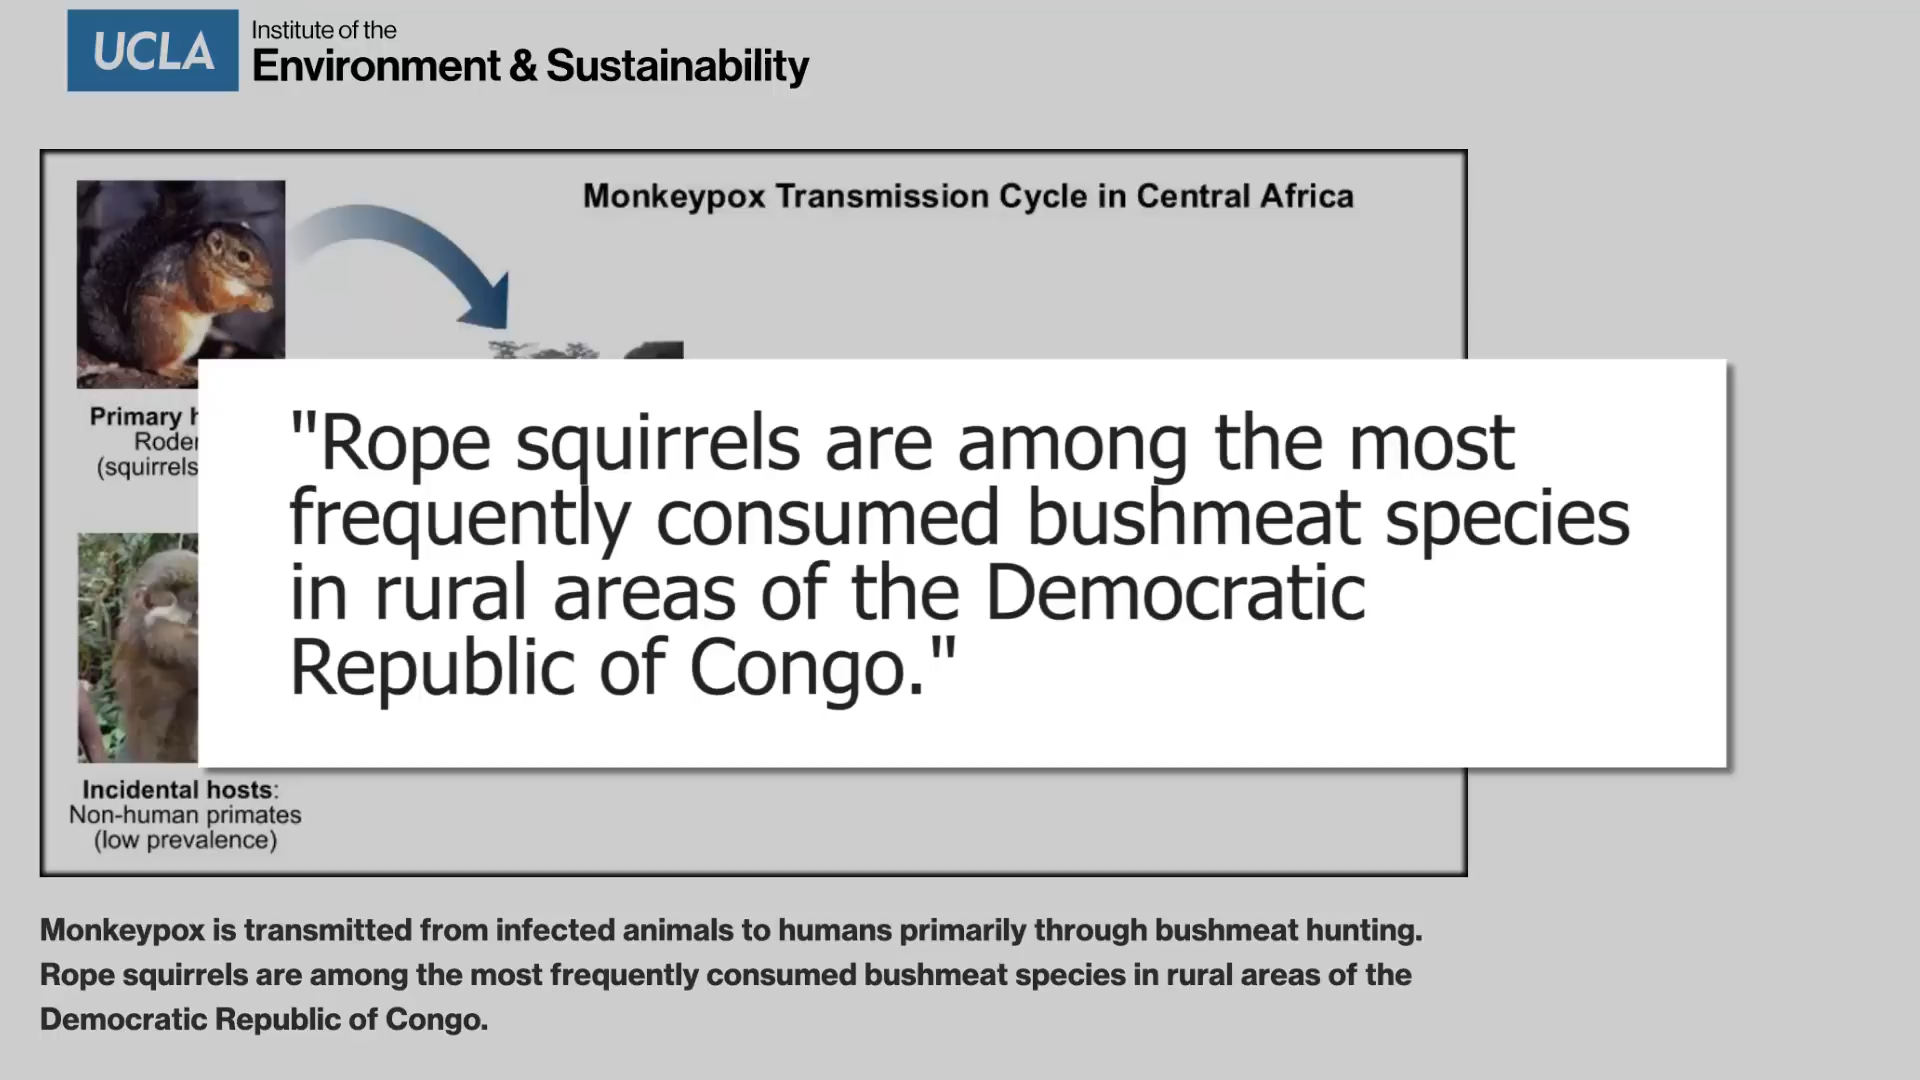 UCLA
Institute of the
Environment & Sustainability
Monkeypox Transmission Cycle in Central Africa
Primary
(squirrels
"Rope squirrels are among the most
frequently consumed bushmeat species
in rural areas of the Democratic
Republic of Congo."
Incidental hosts:
Non-human primates
(low prevalence)
Monkeypox is transmitted from infected animals to humans primarily through bushmeat hunting.
Rope squirrels are among the most frequently consumed bushmeat species in rural areas of the
Democratic Republic of Congo.